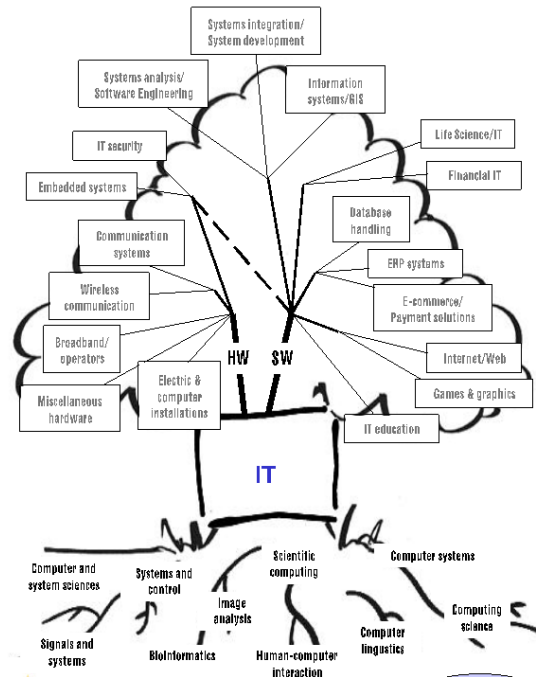 Systems integration/
System development
Systems analysis/
Software Engineering
Information
systems/GIS
IT security
Life Science/IT
Embedded systems
Financial IT
Database
handling
Communication
systems
ERP systems
Wireless
communication
E-commerce/
Payment solutions
Broadband/
operators
HW
SW
Internet/Web
Miscellaneous
hardware
Electric &
computer
installations
Games & graphics
IT education
IT
Computer and
system sciences
Systems and
control
Scientitic
computing
Computer systems
Image
analysis
Computing
science
Signals and
systems
Bioinformatics
Human-computer
interaction
Computer
lingustics